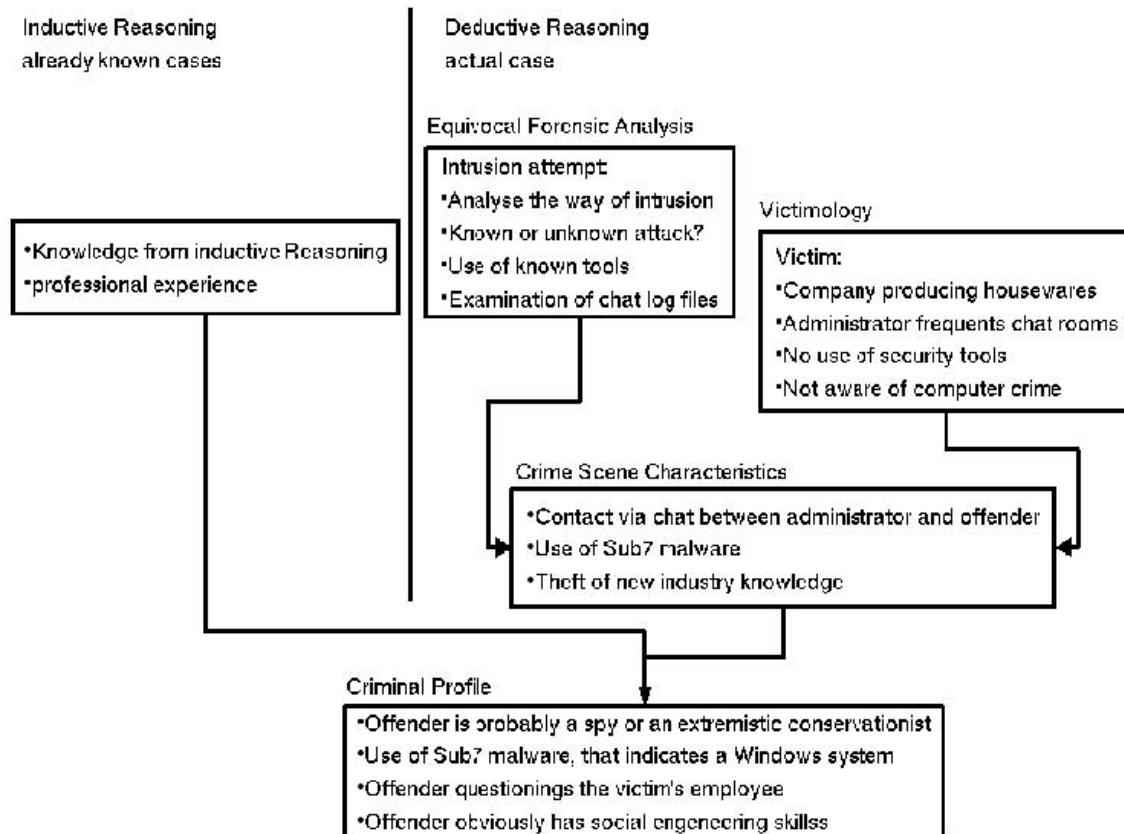 Inductive Reasoning
already known cases
Deductive Reasoning
actual case
Equivocal Forensic Analysis
Intrusion attempt:
•Analyse the way of intrusion
•Known or unknown attack?
•Use of known tools
•Examination of chat log files
Victimology
Victim:
•Company producing housewares
•Administrator frequents chat rooms
•No use of security tools
•Not aware of computer crime
•Knowledge from inductive Reasoning
•professional experience
Crime Scene Characteristics
•Contact via chat between administrator and offender
•Use of Sub7 malware
•Theft of new industry knowledge
Criminal Profile
•Offender is probably a spy or an extremistic conservationist
•Use of Sub7 malware, that indicates a Windows system
•Offender questionings the victim's employee
•Offender obviously has social engeneering skillss